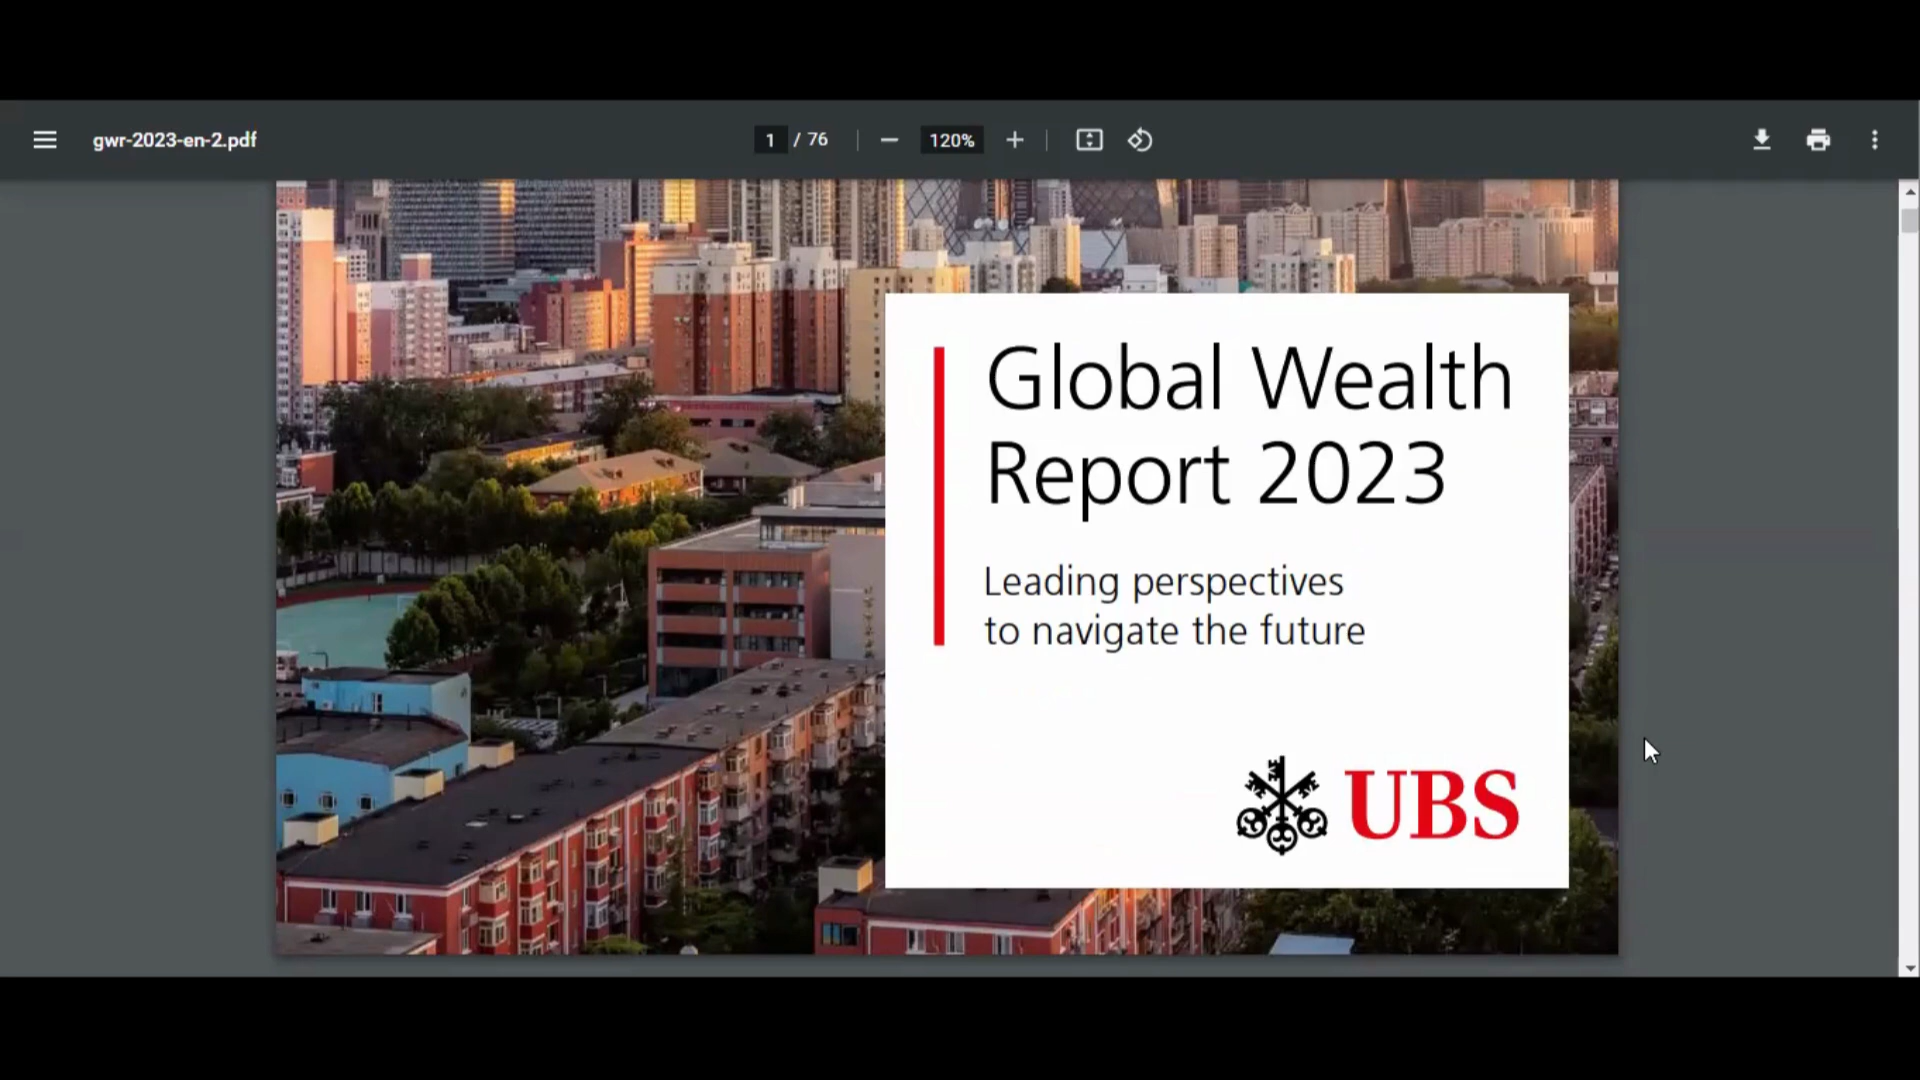 gwr-2023-en-2.pdf
1 / 76
120%
Global Wealth
Report 2023
Leading perspectives
to navigate the future
UBS